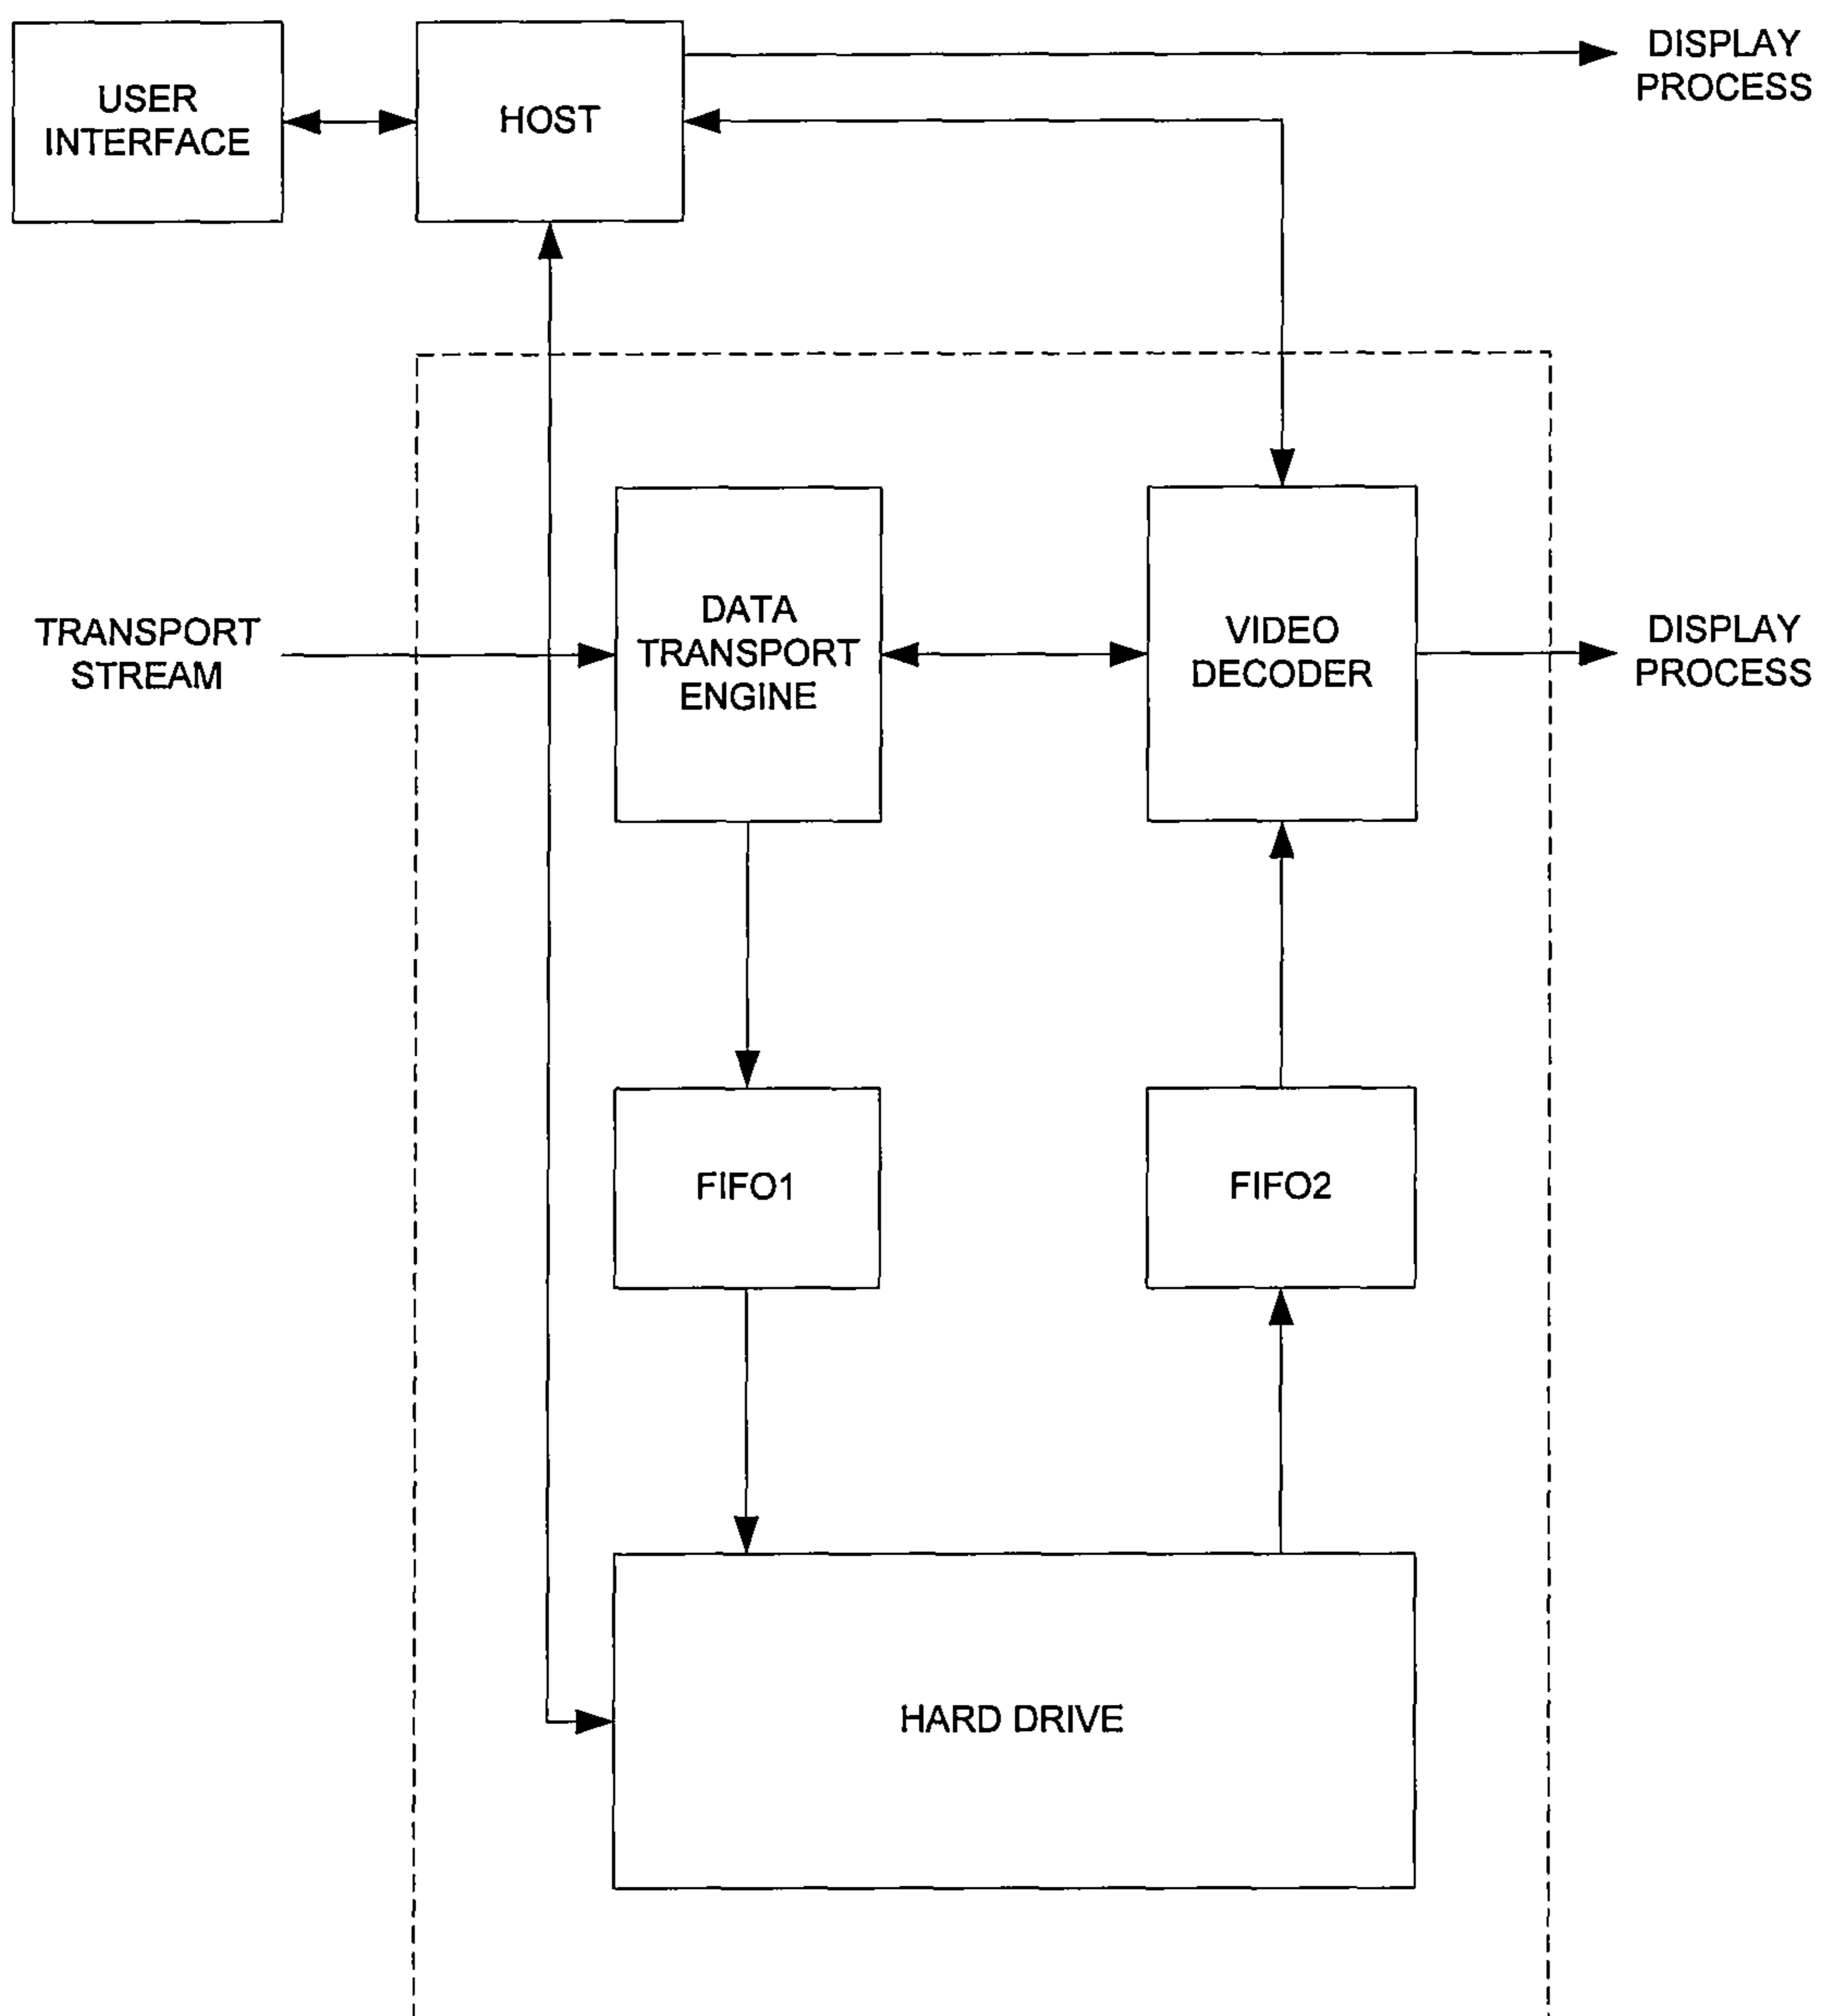 USER
INTERFACE
HOST
DISPLAY
PROCESS
TRANSPORT
STREAM
DATA
TRANSPORT
ENGINE
VIDEO
DECODER
DISPLAY
PROCESS
FIFO1
FIFO2
HARD DRIVE